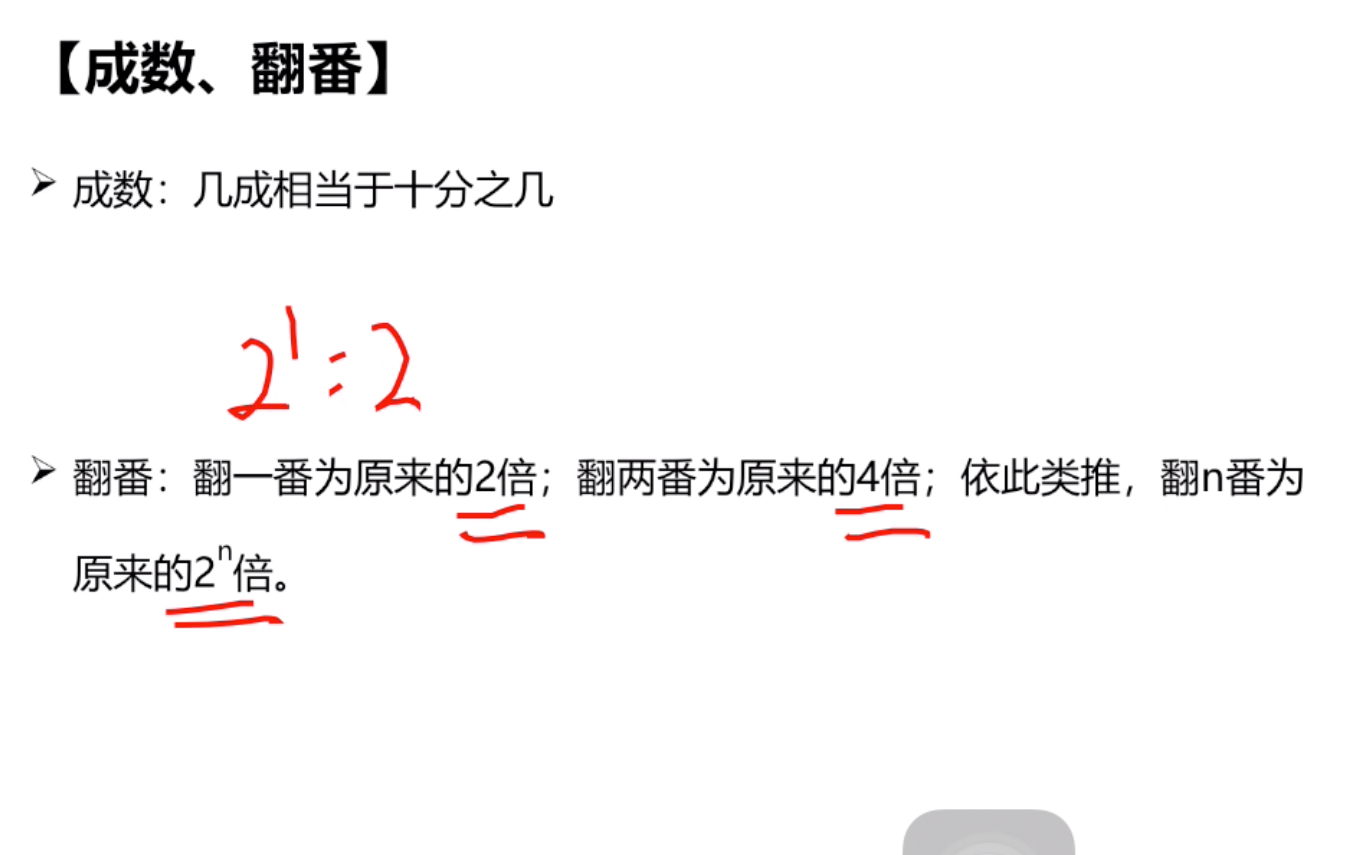 【成数、翻番】
➢ 成数：几成相当于十分之几
2¹=2
➢ 翻番：翻一番为原来的2倍；翻两番为原来的4倍；依此类推，翻n番为
原来的2ⁿ倍。